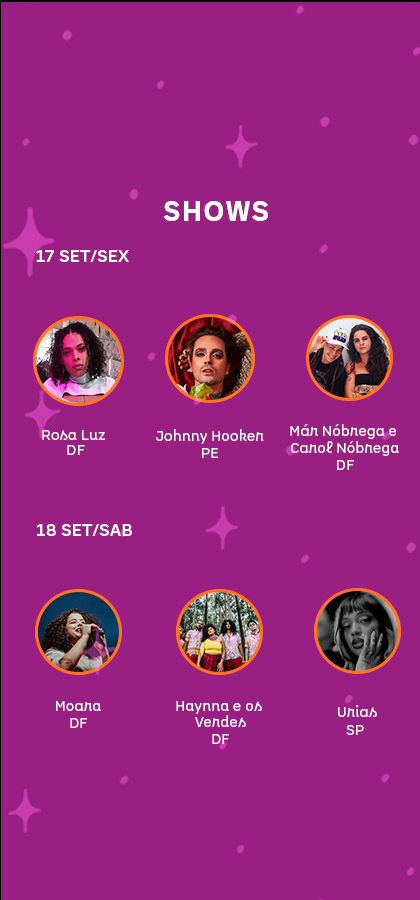 SHOWS
17 SET/SEX
Rosa Luz
DF
Johnny Hooker
PE
Már Nóbrega e
Carol Nóbrega
DF
18 SET/SAB
Moara
DF
Haynna e os
Verdes
DF
Urias
SP